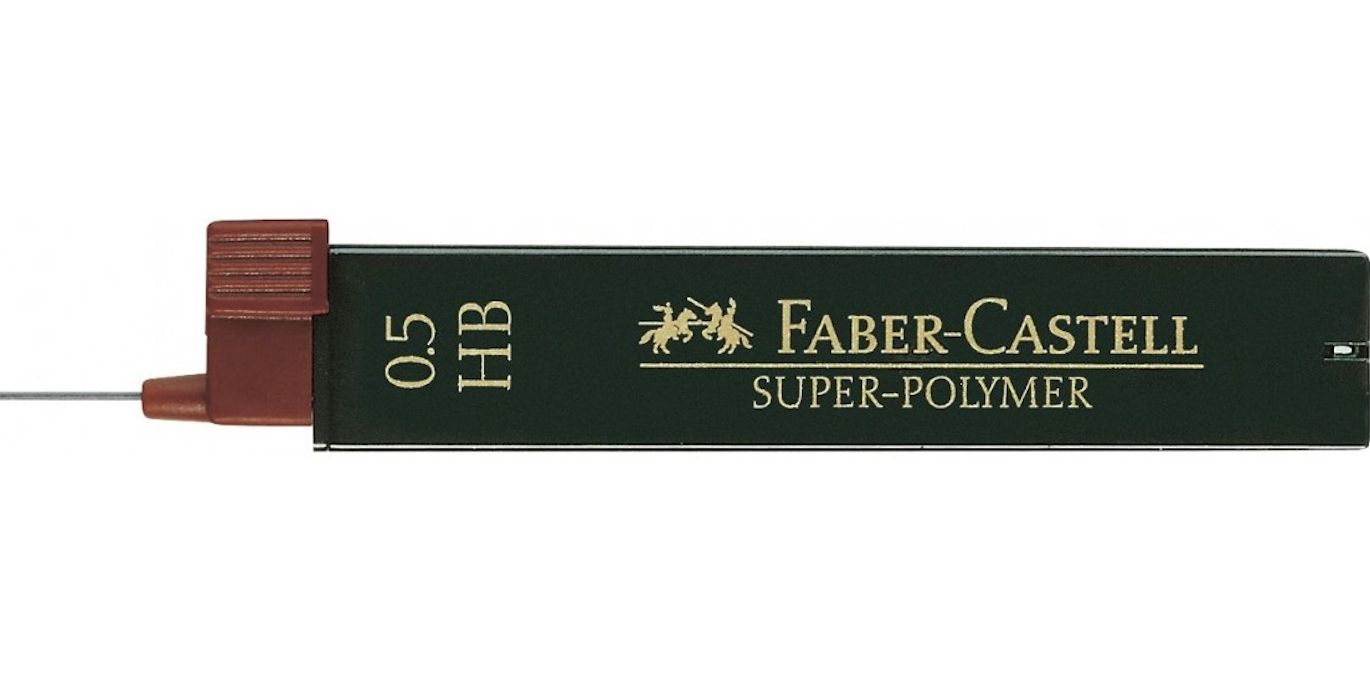 0.5
HB
FABER-CASTELL
SUPER-POLYMER